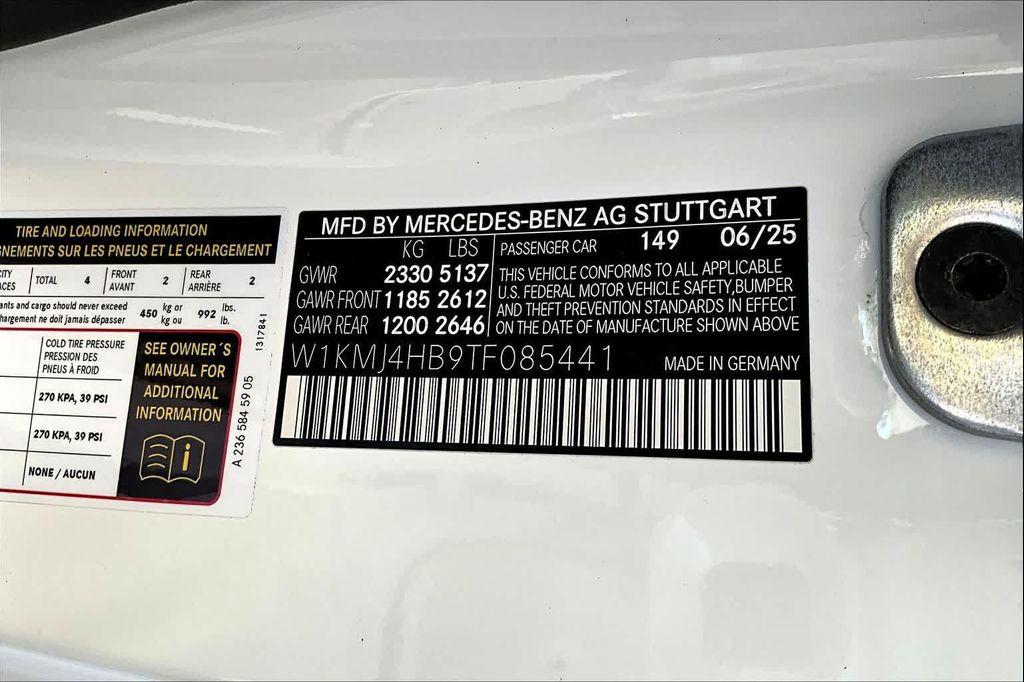 TIRE AND LOADING INFORMATION
GNEMENTS SUR LES PNEUS ET LE CHARGEMENT
TOTAL 4 FRONT AVANT 2 REAR ARRIÈRE 2
ants and cargo should never exceed
hargement ne doit jamais dépasser
450 kg or kg ou 992 lbs. lb.
COLD TIRE PRESSURE
PRESSION DES
PNEUS À FROID
270 KPA, 39 PSI
270 KPA, 39 PSI
NONE / AUCUN
SEE OWNER´S
MANUAL FOR
ADDITIONAL
INFORMATION
i
1317841
A 236 584 59 05
MFD BY MERCEDES-BENZ AG STUTTGART
KG LBS
GVWR 2330 5137
GAWR FRONT 1185 2612
GAWR REAR 1200 2646
PASSENGER CAR 149 06/25
THIS VEHICLE CONFORMS TO ALL APPLICABLE
U.S. FEDERAL MOTOR VEHICLE SAFETY,BUMPER
AND THEFT PREVENTION STANDARDS IN EFFECT
ON THE DATE OF MANUFACTURE SHOWN ABOVE
W1KMJ4HB9TF085441
MADE IN GERMANY